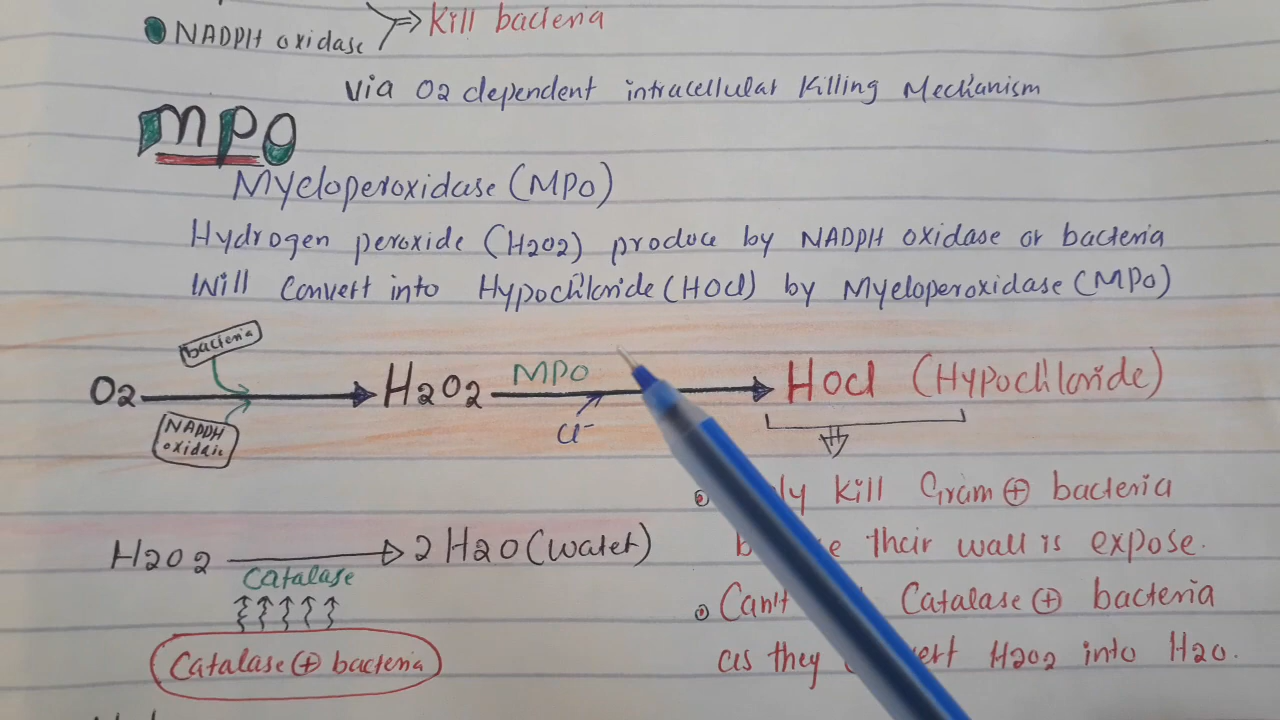 NADPH oxidase
⇒ Kill bacteria
via O2 dependent intracellular Killing Mechanism
MPO
Myeloperoxidase (MPO)
Hydrogen peroxide (H2O2) produce by NADPH oxidase or bacteria
Will Convert into Hypochloride (HOCl) by Myeloperoxidase (MPO)
bacteria
O2 → H2O2 MPO → HOCl (Hypochloride)
Cl-
NADPH
kill Gram ⊕ bacteria
their wall is expose.
H2O2 → 2 H2O (Water)
Catalase
Can't Catalase ⊕ bacteria
Catalase ⊕ bacteria
as they H2O2 into H2O.